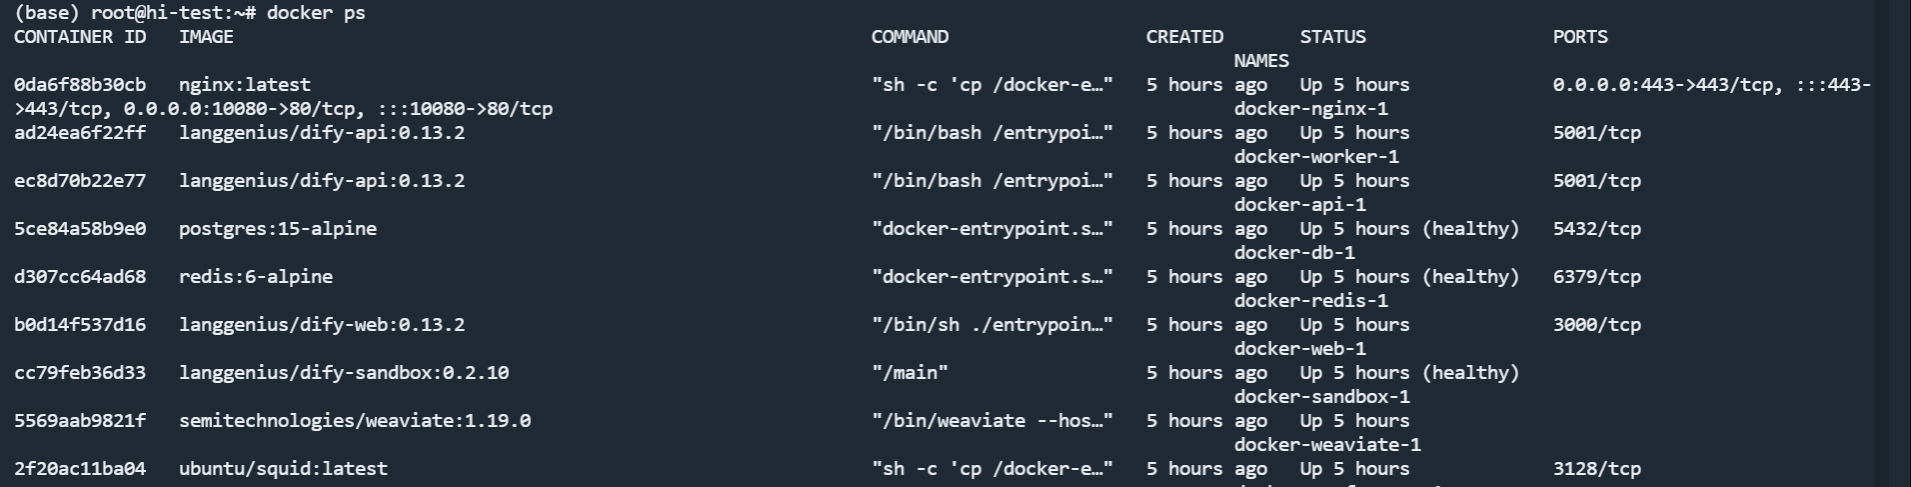 (base) root@hi-test:~# docker ps
CONTAINER ID   IMAGE                                                          COMMAND                  CREATED       STATUS                 PORTS
NAMES
0da6f88b30cb   nginx:latest                                                   "sh -c 'cp /docker-e…"   5 hours ago   Up 5 hours             0.0.0.0:443->443/tcp, :::443-
>443/tcp, 0.0.0.0:10080->80/tcp, :::10080->80/tcp                                                              docker-nginx-1
ad24ea6f22ff   langgenius/dify-api:0.13.2                                     "/bin/bash /entrypoi…"   5 hours ago   Up 5 hours             5001/tcp
docker-worker-1
ec8d70b22e77   langgenius/dify-api:0.13.2                                     "/bin/bash /entrypoi…"   5 hours ago   Up 5 hours             5001/tcp
docker-api-1
5ce84a58b9e0   postgres:15-alpine                                             "docker-entrypoint.s…"   5 hours ago   Up 5 hours (healthy)   5432/tcp
docker-db-1
d307cc64ad68   redis:6-alpine                                                 "docker-entrypoint.s…"   5 hours ago   Up 5 hours (healthy)   6379/tcp
docker-redis-1
b0d14f537d16   langgenius/dify-web:0.13.2                                     "/bin/sh ./entrypoin…"   5 hours ago   Up 5 hours             3000/tcp
docker-web-1
cc79feb36d33   langgenius/dify-sandbox:0.2.10                                 "/main"                  5 hours ago   Up 5 hours (healthy)
docker-sandbox-1
5569aab9821f   semitechnologies/weaviate:1.19.0                               "/bin/weaviate --hos…"   5 hours ago   Up 5 hours
docker-weaviate-1
2f20ac11ba04   ubuntu/squid:latest                                            "sh -c 'cp /docker-e…"   5 hours ago   Up 5 hours             3128/tcp